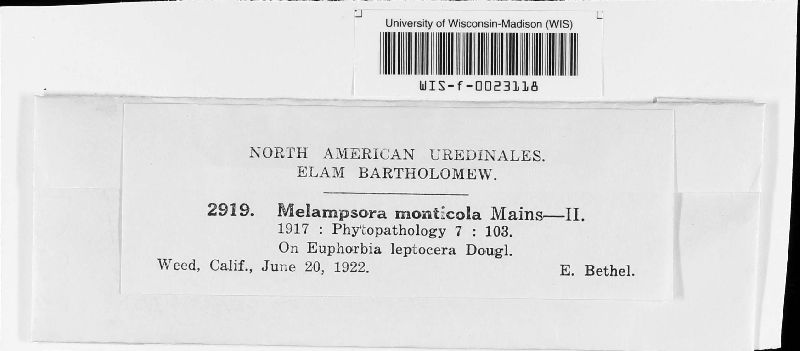 University of Wisconsin-Madison (WIS)
WIS-f-0023118
NORTH AMERICAN UREDINALES.
ELAM BARTHOLOMEW.
2919. Melampsora monticola Mains—II.
1917 : Phytopathology 7 : 103.
On Euphorbia leptocera Dougl.
Weed, Calif., June 20, 1922. E. Bethel.